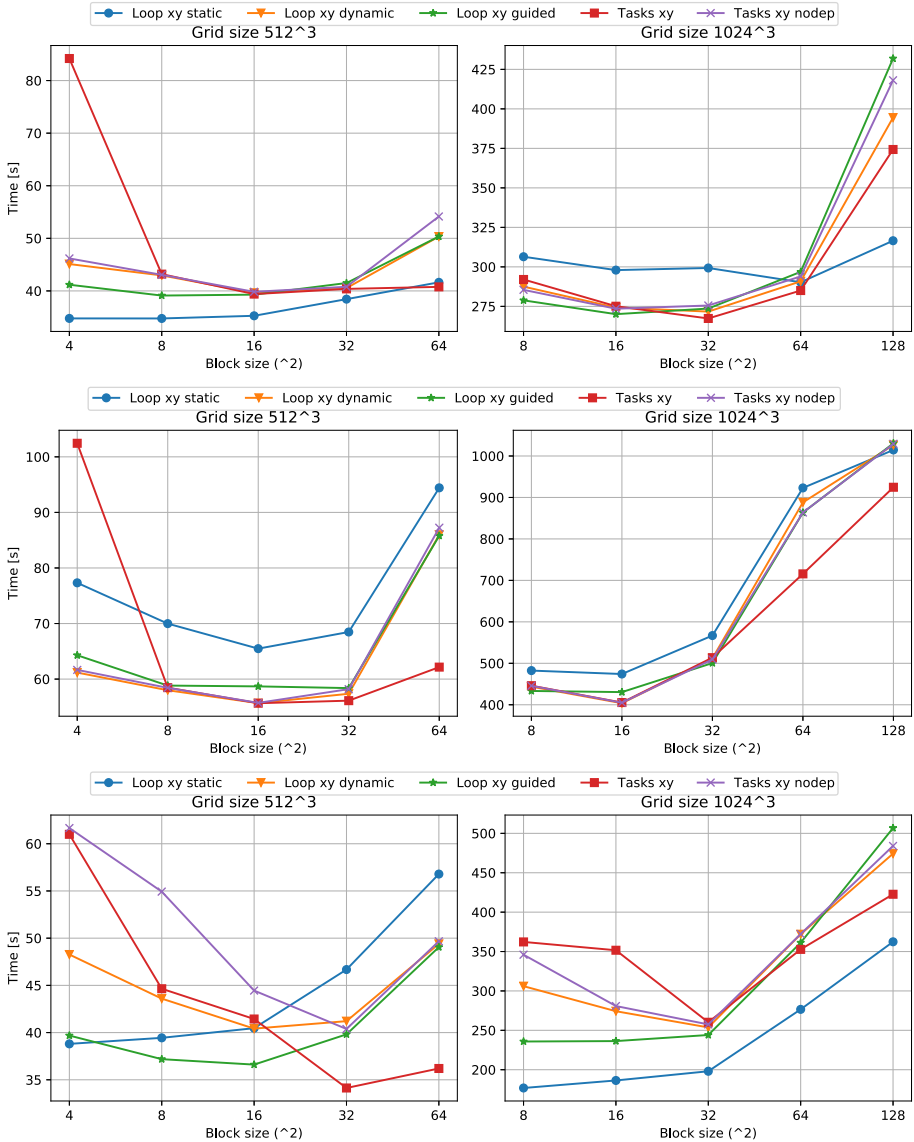 Loop xy static Loop xy dynamic Loop xy guided Tasks xy Tasks xy nodep
Grid size 512^3 Grid size 1024^3
Time [s]
80
70
60
50
40
4 8 16 32 64
Block size (^2)
425
400
375
350
325
300
275
8 16 32 64 128
Block size (^2)
Loop xy static Loop xy dynamic Loop xy guided Tasks xy Tasks xy nodep
Grid size 512^3 Grid size 1024^3
Time [s]
100
90
80
70
60
4 8 16 32 64
Block size (^2)
1000
900
800
700
600
500
400
8 16 32 64 128
Block size (^2)
Loop xy static Loop xy dynamic Loop xy guided Tasks xy Tasks xy nodep
Grid size 512^3 Grid size 1024^3
Time [s]
60
55
50
45
40
35
4 8 16 32 64
Block size (^2)
500
450
400
350
300
250
200
8 16 32 64 128
Block size (^2)